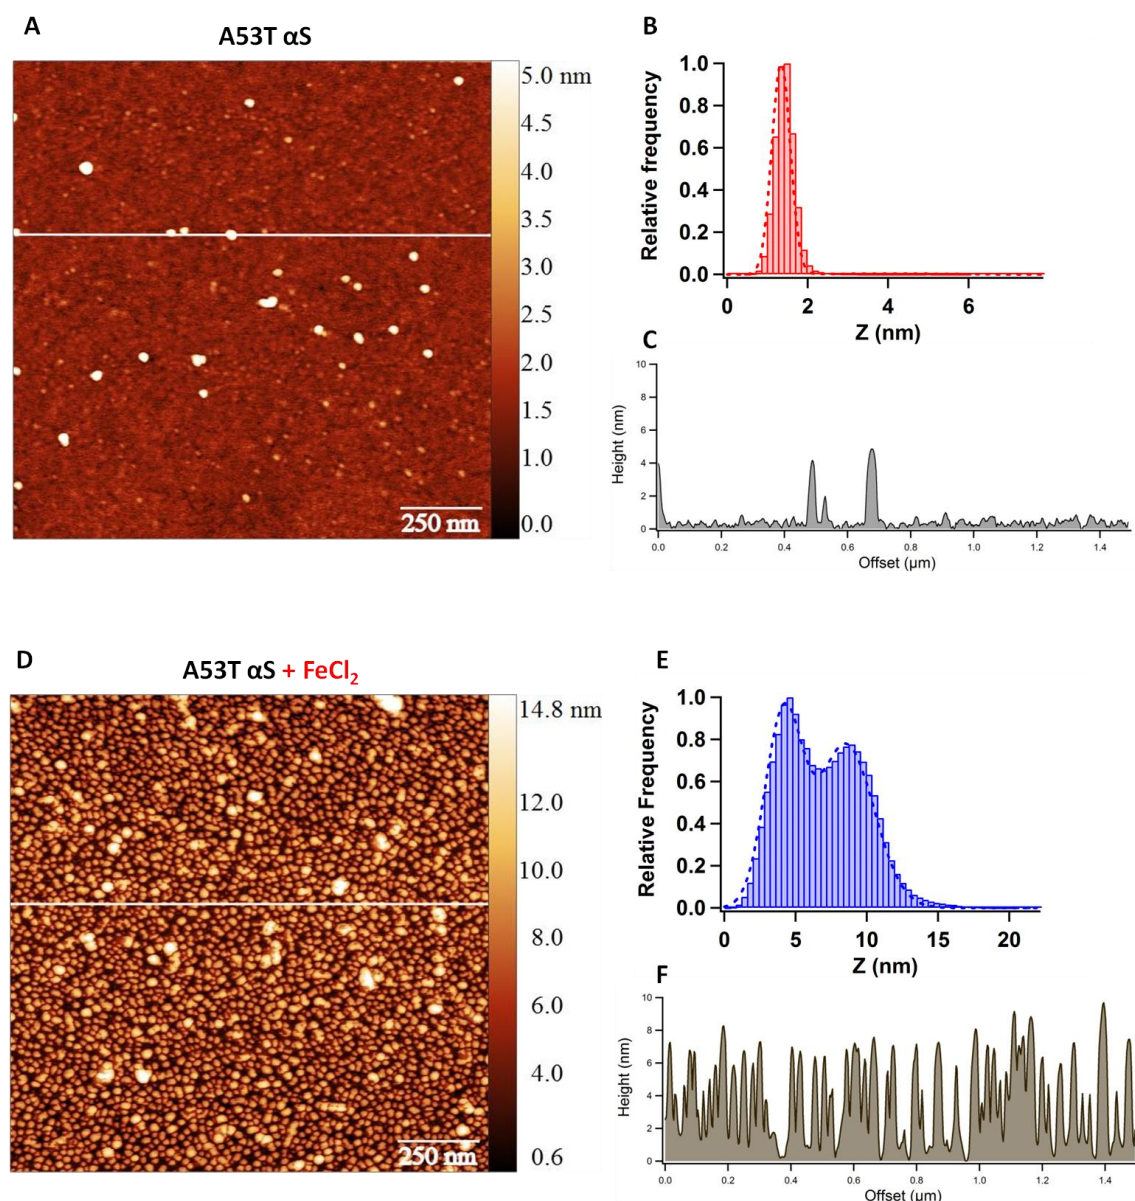 A
A53T αS
5.0 nm
4.5
4.0
3.5
3.0
2.5
2.0
1.5
1.0
0.0
250 nm
B
Relative frequency
1.0
0.8
0.6
0.4
0.2
0.0
0 2 4 6
Z (nm)
C
Height (nm)
10
8
6
4
2
0
0.0 0.2 0.4 0.6 0.8 1.0 1.2 1.4
Offset (µm)
D
A53T αS + FeCl₂
14.8 nm
12.0
10.0
8.0
6.0
4.0
0.6
250 nm
E
Relative Frequency
1.0
0.8
0.6
0.4
0.2
0.0
0 5 10 15 20
Z (nm)
F
Height (nm)
10
8
6
4
2
0
0.0 0.2 0.4 0.6 0.8 1.0 1.2 1.4
Offset (µm)